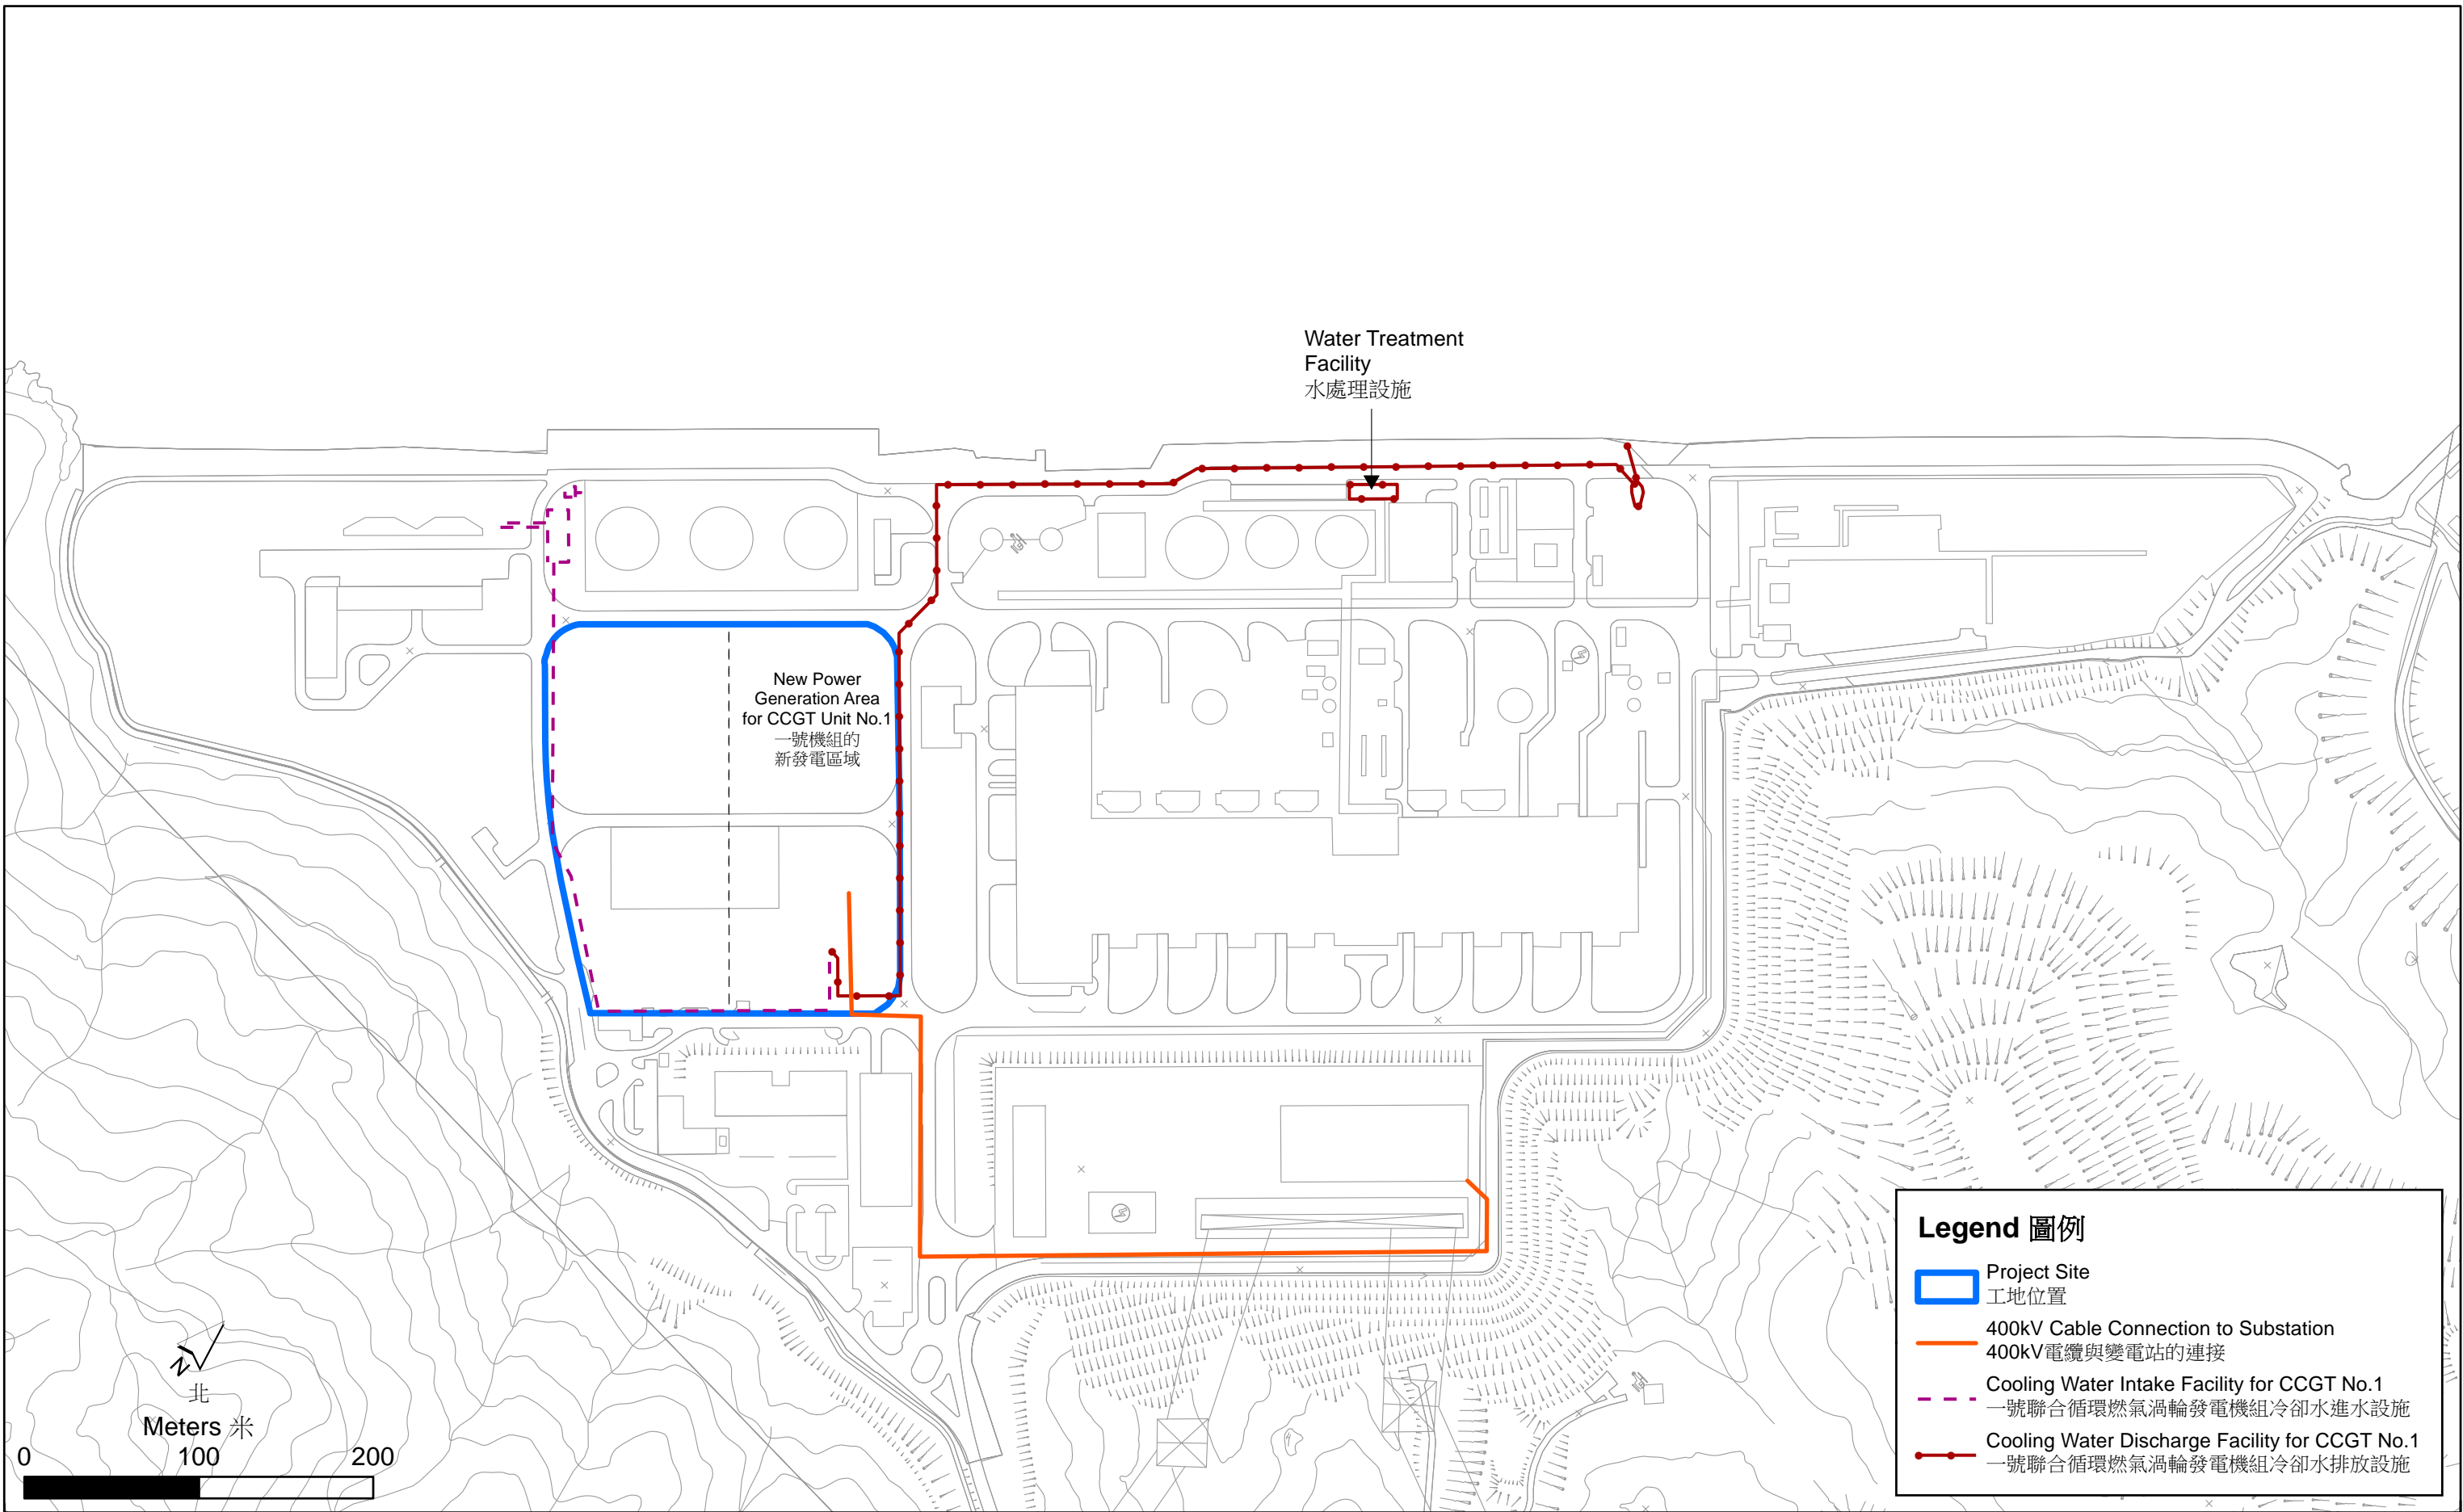 Water Treatment
Facility
水處理設施
New Power
Generation Area
for CCGT Unit No.1
一號機組的
新發電區域
N
北
Meters 米
0 100 200
Legend 圖例
Project Site
工地位置
400kV Cable Connection to Substation
400kV電纜與變電站的連接
Cooling Water Intake Facility for CCGT No.1
一號聯合循環燃氣渦輪發電機組冷卻水進水設施
Cooling Water Discharge Facility for CCGT No.1
一號聯合循環燃氣渦輪發電機組冷卻水排放設施